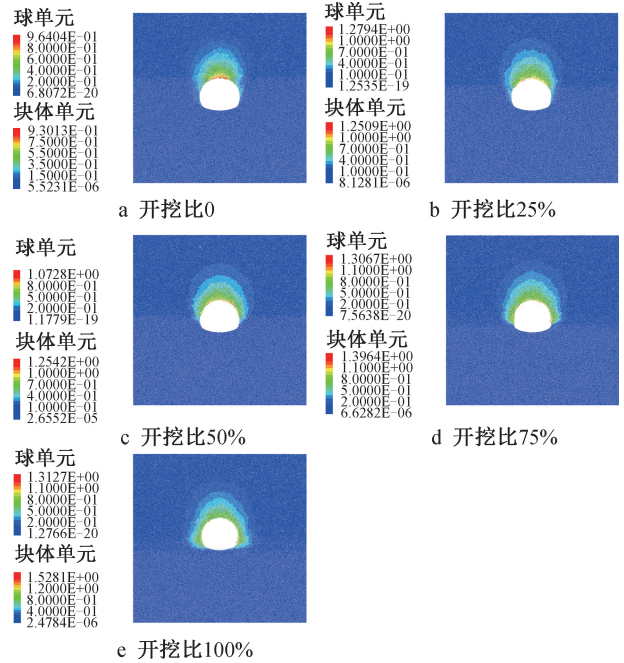 球单元
9.6404E−01
8.0000E−01
6.0000E−01
4.0000E−01
2.0000E−01
6.8072E−20
块体单元
9.3013E−01
7.5000E−01
5.5000E−01
3.5000E−01
1.5000E−01
5.5231E−06
a 开挖比0
球单元
1.2794E+00
1.0000E+00
7.0000E−01
4.0000E−01
1.0000E−01
1.2535E−19
块体单元
1.2509E+00
1.0000E+00
7.0000E−01
4.0000E−01
1.0000E−01
8.1281E−06
b 开挖比25%
球单元
1.0728E+00
8.0000E−01
5.0000E−01
2.0000E−01
1.1779E−19
块体单元
1.2542E+00
1.0000E+00
7.0000E−01
4.0000E−01
1.0000E−01
2.6552E−05
c 开挖比50%
球单元
1.3067E+00
1.1000E+00
8.0000E−01
5.0000E−01
2.0000E−01
7.5638E−20
块体单元
1.3964E+00
1.1000E+00
8.0000E−01
5.0000E−01
2.0000E−01
6.6282E−06
d 开挖比75%
球单元
1.3127E+00
1.1000E+00
8.0000E−01
5.0000E−01
2.0000E−01
1.2766E−20
块体单元
1.5281E+00
1.2000E+00
8.0000E−01
4.0000E−01
2.4784E−06
e 开挖比100%